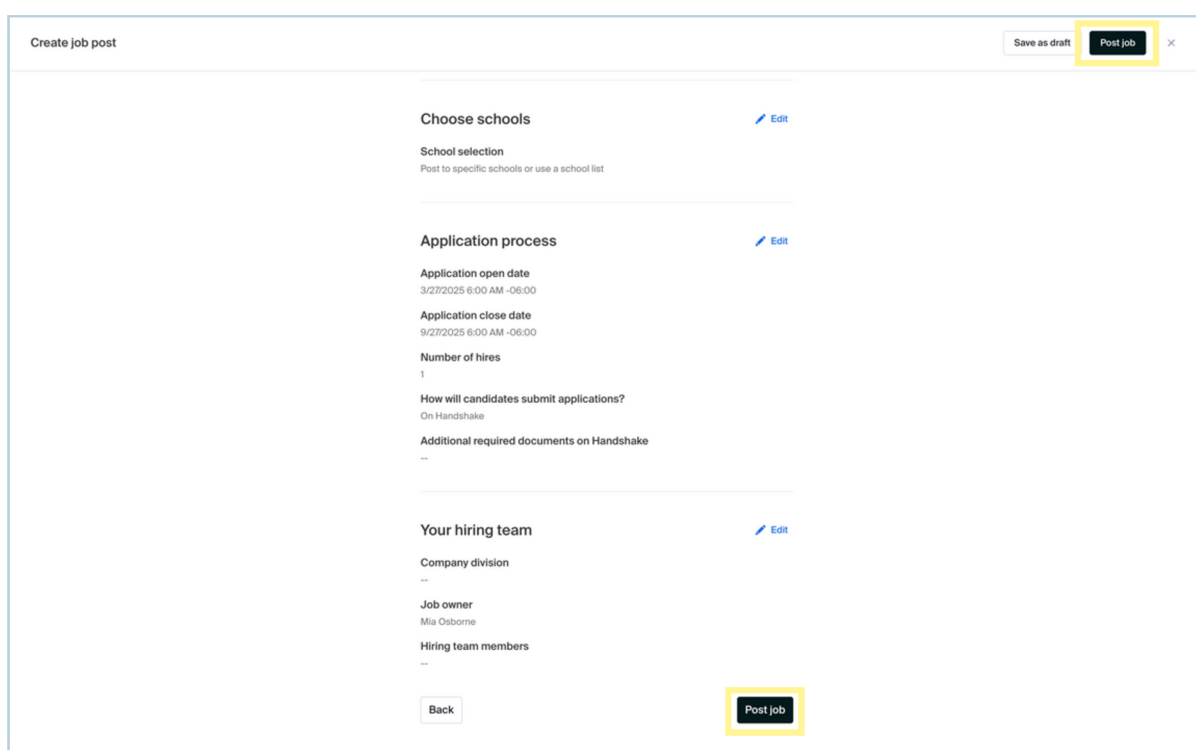 Create job post
Save as draft
Post job
Choose schools
Edit
School selection
Post to specific schools or use a school list
Application process
Edit
Application open date
3/27/2025 6:00 AM -06:00
Application close date
9/27/2025 6:00 AM -06:00
Number of hires
1
How will candidates submit applications?
On Handshake
Additional required documents on Handshake
--
Your hiring team
Edit
Company division
--
Job owner
Mia Osborne
Hiring team members
--
Back
Post job